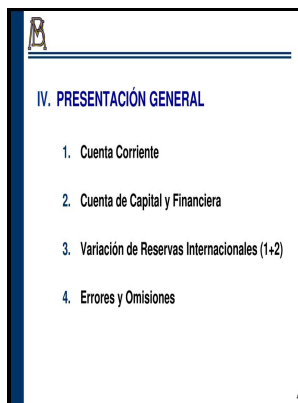 IV. PRESENTACIÓN GENERAL
1. Cuenta Corriente
2. Cuenta de Capital y Financiera
3. Variación de Reservas Internacionales (1+2)
4. Errores y Omisiones